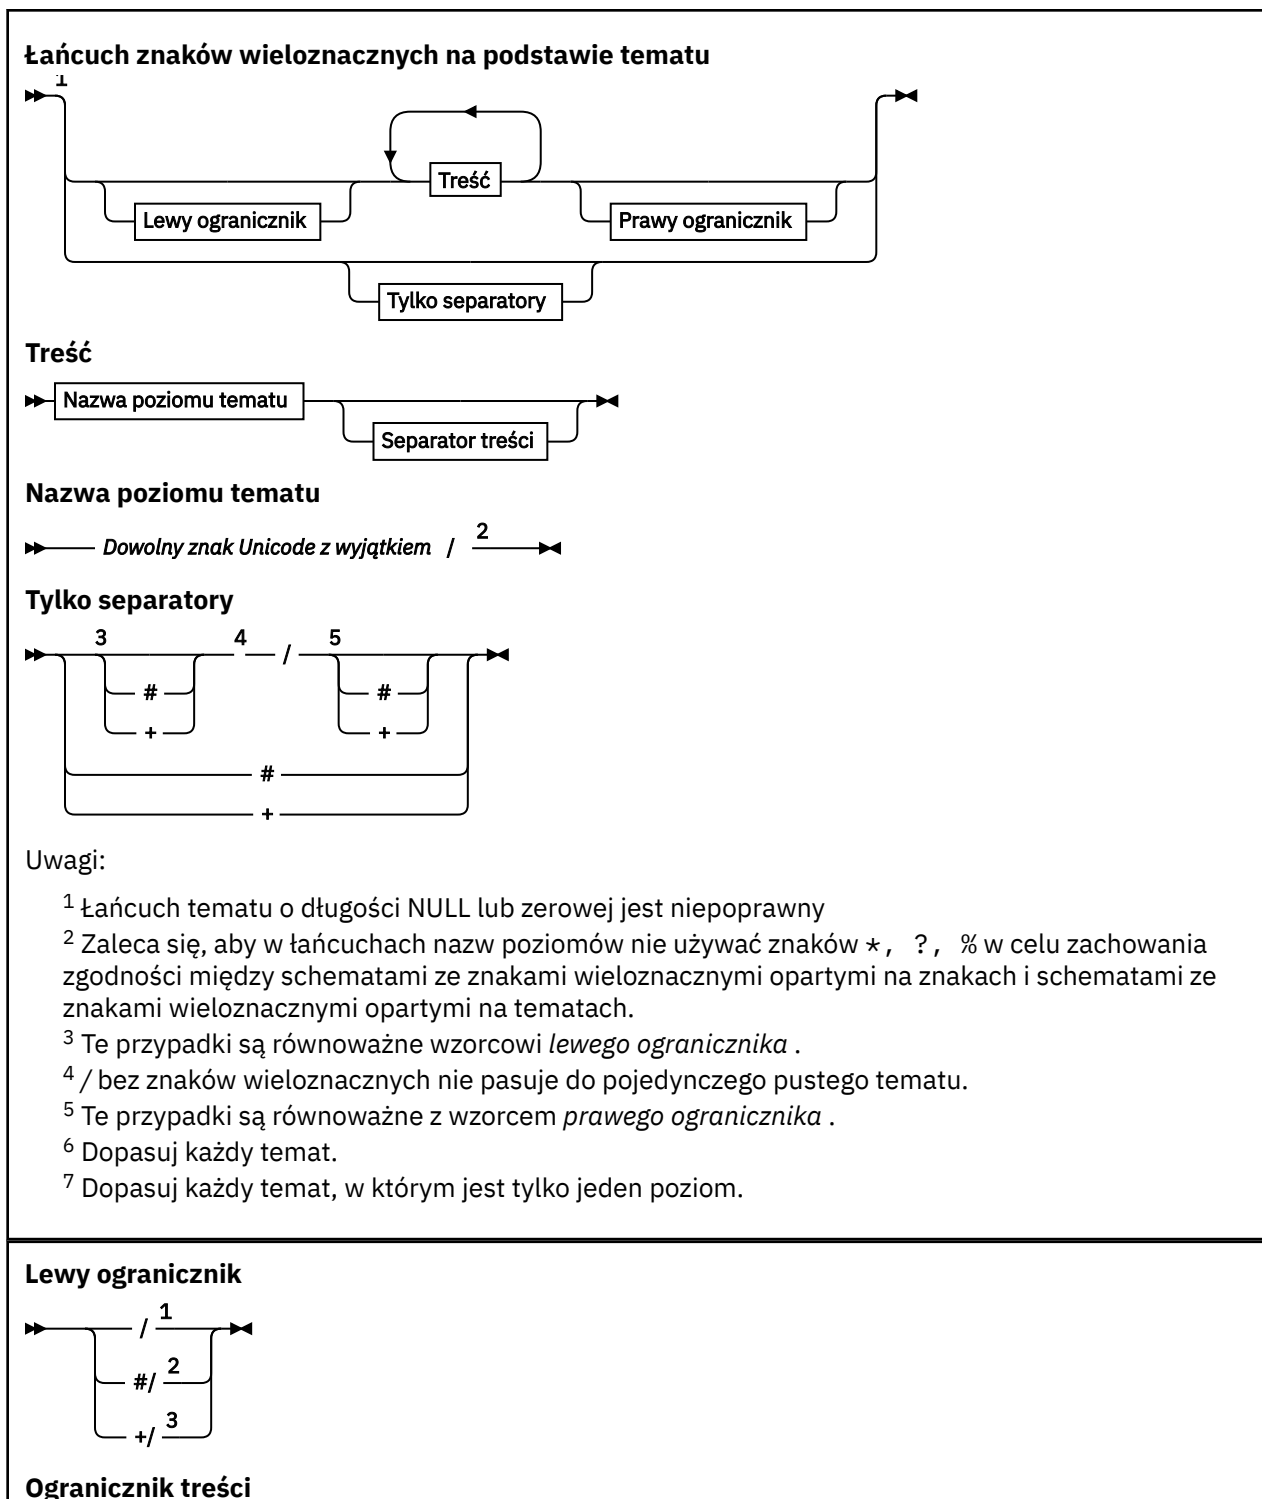 Łańcuch znaków wieloznacznych na podstawie tematu
1
Treść
Lewy ogranicznik
Prawy ogranicznik
Tylko separatory
Treść
Nazwa poziomu tematu
Separator treści
Nazwa poziomu tematu
Dowolny znak Unicode z wyjątkiem / 2
Tylko separatory
3 4 / 5
# #
+ +
#
+
Uwagi:
1 Łańcuch tematu o długości NULL lub zerowej jest niepoprawny
2 Zaleca się, aby w łańcuchach nazw poziomów nie używać znaków *, ?, % w celu zachowania
zgodności między schematami ze znakami wieloznacznymi opartymi na znakach i schematami ze
znakami wieloznacznymi opartymi na tematach.
3 Te przypadki są równoważne wzorcowi lewego ogranicznika .
4 / bez znaków wieloznacznych nie pasuje do pojedynczego pustego tematu.
5 Te przypadki są równoważne z wzorcem prawego ogranicznika .
6 Dopasuj każdy temat.
7 Dopasuj każdy temat, w którym jest tylko jeden poziom.
Lewy ogranicznik
/ 1
#/ 2
+/ 3
Ogranicznik treści